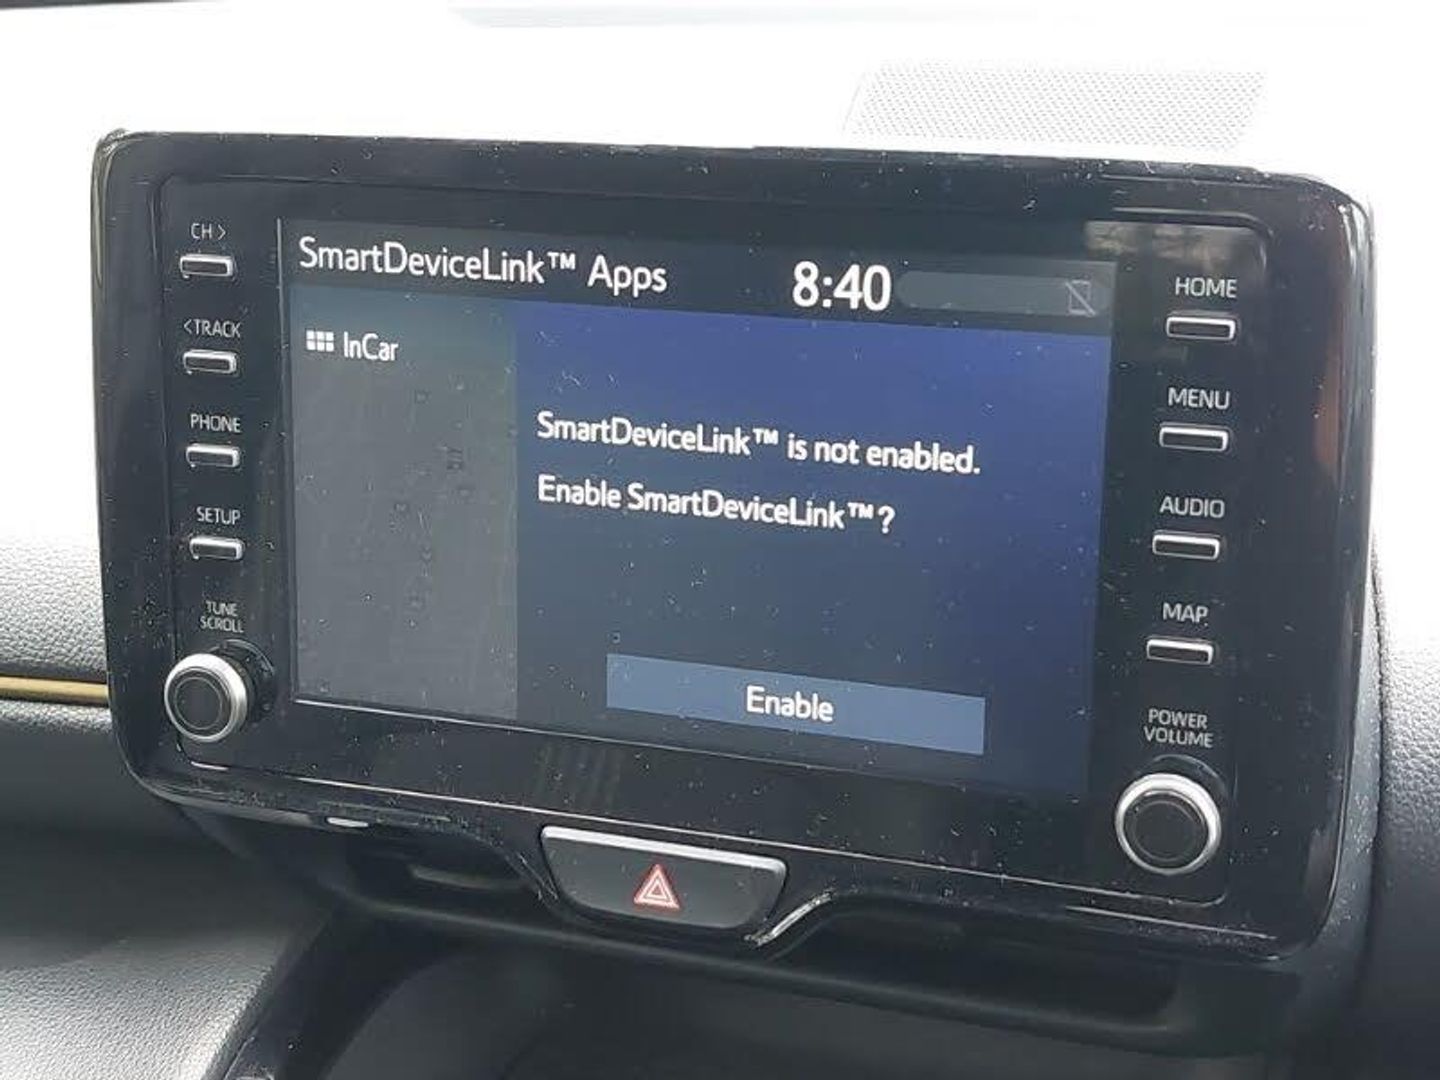 CH >
< TRACK
PHONE
SETUP
TUNE
SCROLL
SmartDeviceLink™ Apps
8:40
InCar
SmartDeviceLink™ is not enabled.
Enable SmartDeviceLink™?
Enable
HOME
MENU
AUDIO
MAP
POWER
VOLUME